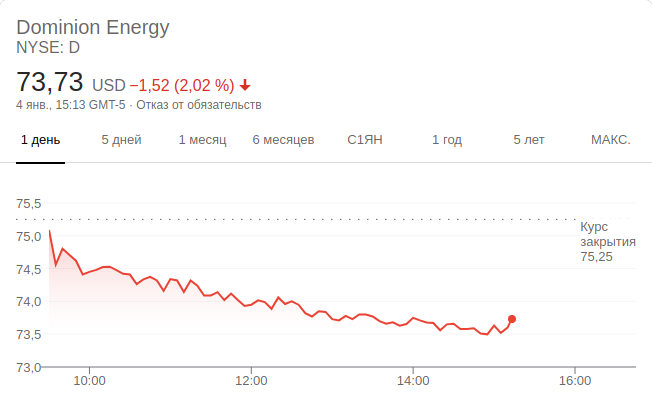 Dominion Energy
NYSE: D
73,73 USD −1,52 (2,02 %)
4 янв., 15:13 GMT-5 · Отказ от обязательств
1 день 5 дней 1 месяц 6 месяцев С1ЯН 1 год 5 лет МАКС.
75,5
Курс
закрытия
75,25
75,0
74,5
74,0
73,5
73,0
10:00 12:00 14:00 16:00